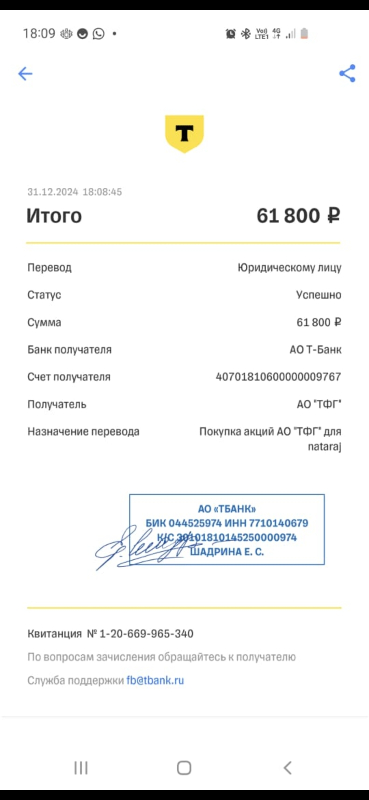 18:09
Voll 4G
LTE1
T
31.12.2024 18:08:45
Итого 61 800 ₽
Перевод Юридическому лицу
Статус Успешно
Сумма 61 800 ₽
Банк получателя АО Т-Банк
Счет получателя 40701810600000009767
Получатель АО "ТФГ"
Назначение перевода Покупка акций АО "ТФГ" для
nataraj
АО «ТБАНК»
БИК 044525974 ИНН 7710140679
К/С 30101810145250000974
ШАДРИНА Е. С.
Квитанция № 1-20-669-965-340
По вопросам зачисления обращайтесь к получателю
Служба поддержки fb@tbank.ru